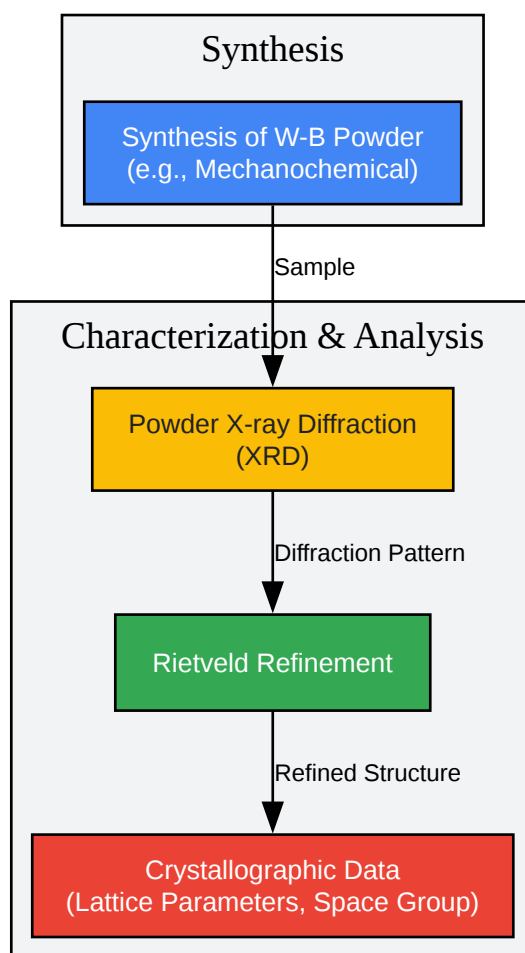 Synthesis
Synthesis of W-B Powder
(e.g., Mechanochemical)
Sample
Characterization & Analysis
Powder X-ray Diffraction
(XRD)
Diffraction Pattern
Rietveld Refinement
Refined Structure
Crystallographic Data
(Lattice Parameters, Space Group)